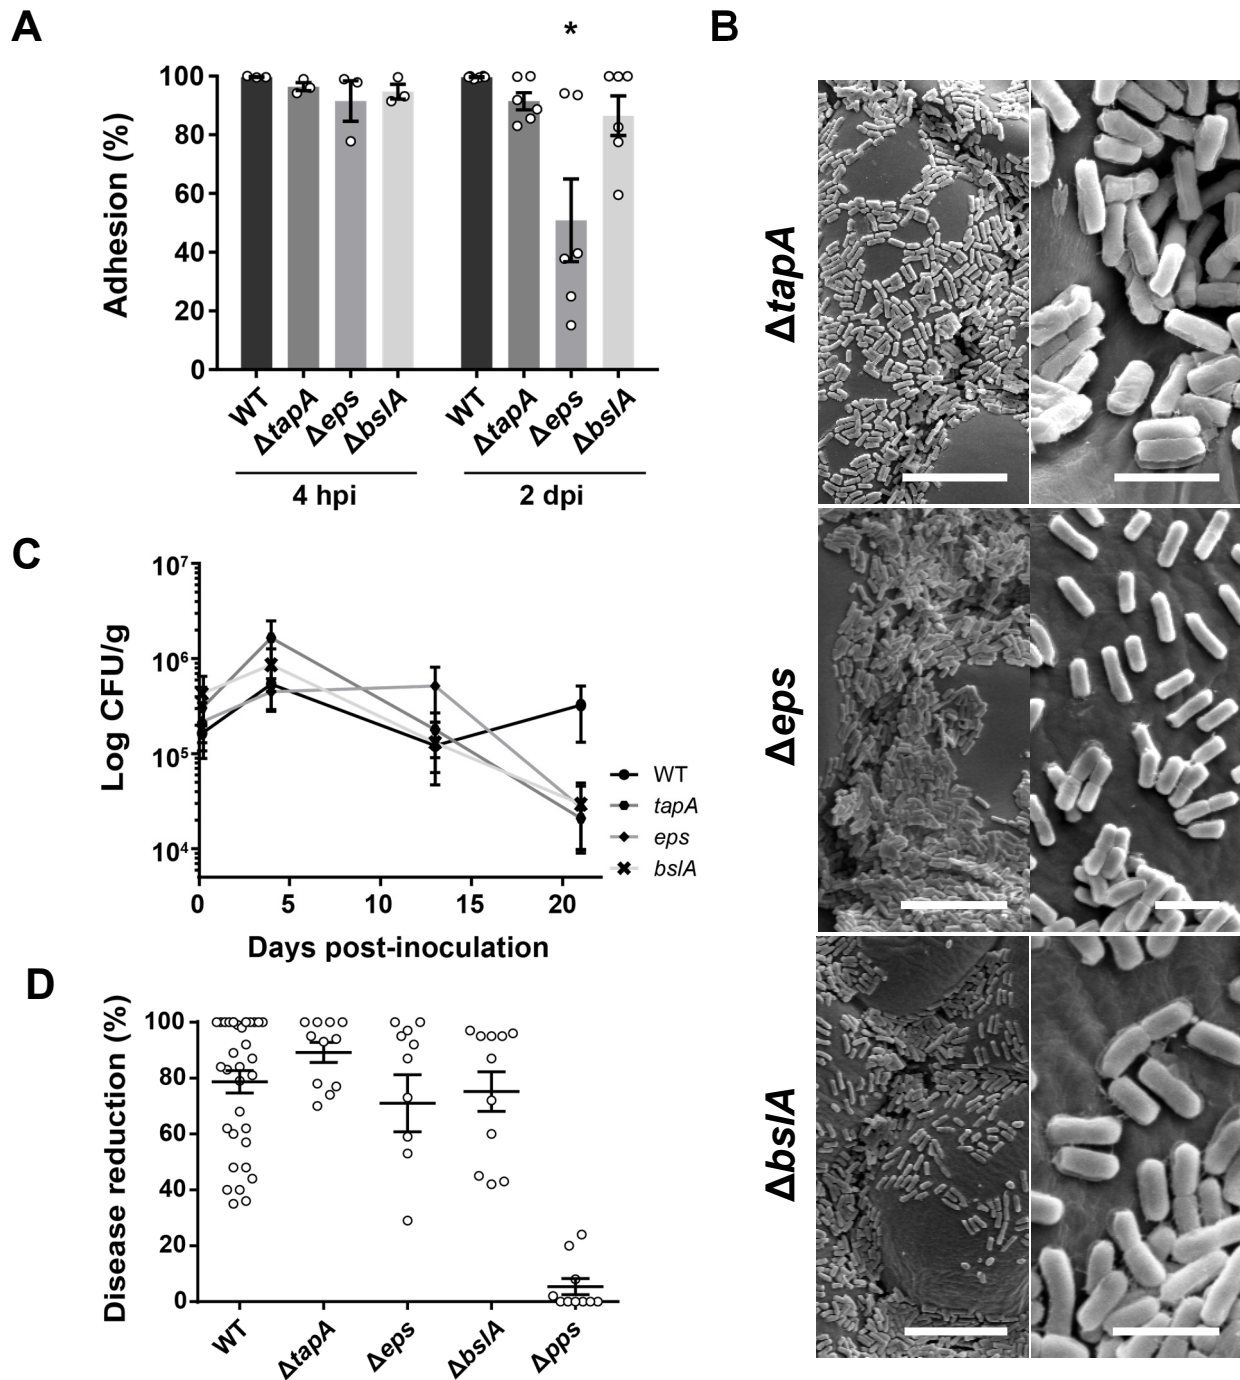 A
*
Adhesion (%)
100
80
60
40
20
0
WT
ΔtapA
Δeps
ΔbslA
WT
ΔtapA
Δeps
ΔbslA
4 hpi
2 dpi
B
ΔtapA
Δeps
ΔbslA
C
Log CFU/g
10⁷
10⁶
10⁵
10⁴
0
5
10
15
20
Days post-inoculation
WT
tapA
eps
bslA
D
Disease reduction (%)
100
80
60
40
20
0
WT
ΔtapA
Δeps
ΔbslA
Δpps